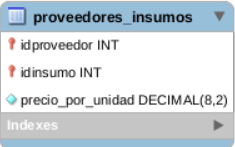 proveedores_insumos
idproveedor INT
idinsumo INT
precio_por_unidad DECIMAL(8,2)
Indexes